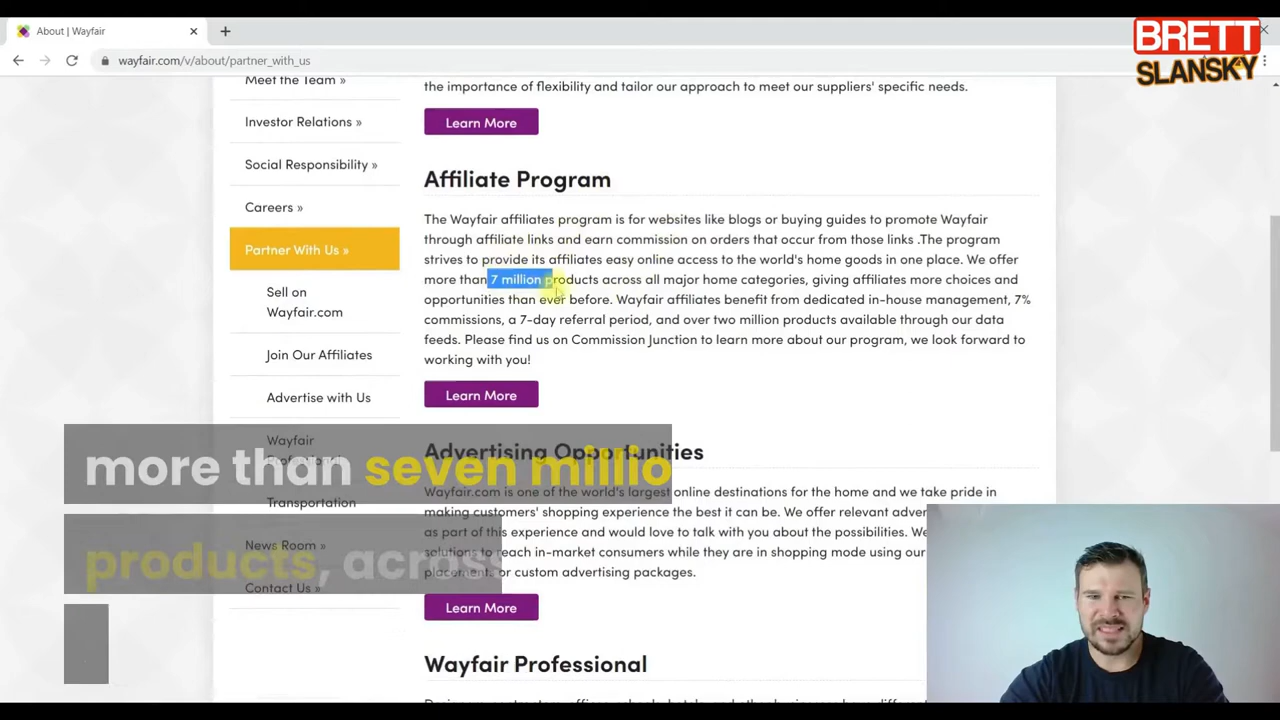 About | Wayfair
BRETT
SLANSKY
wayfair.com/v/about/partner_with_us
Meet the Team »
Investor Relations »
Social Responsibility »
Careers »
Partner With Us »
Sell on
Wayfair.com
Join Our Affiliates
Advertise with Us
Wayfair
Transportation
News Room »
Contact Us »
the importance of flexibility and tailor our approach to meet our suppliers' specific needs.
Learn More
Affiliate Program
The Wayfair affiliates program is for websites like blogs or buying guides to promote Wayfair
through affiliate links and earn commission on orders that occur from those links .The program
strives to provide its affiliates easy online access to the world's home goods in one place. We offer
more than 7 million products across all major home categories, giving affiliates more choices and
opportunities than ever before. Wayfair affiliates benefit from dedicated in-house management, 7%
commissions, a 7-day referral period, and over two million products available through our data
feeds. Please find us on Commission Junction to learn more about our program, we look forward to
working with you!
Learn More
Advertising Opportunities
Wayfair.com is one of the world's largest online destinations for the home and we take pride in
making customers' shopping experience the best it can be. We offer relevant
as part of this experience and would love to talk with you about the possibilities. We
solutions to reach in-market consumers while they are in shopping mode using our
placement, or custom advertising packages.
Learn More
Wayfair Professional
more than seven millio
products, across